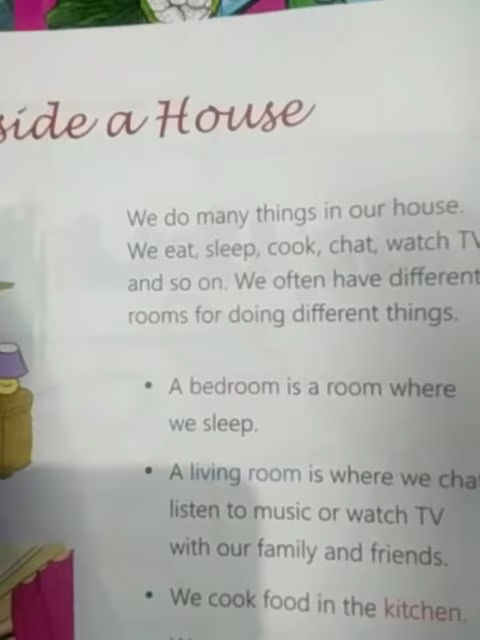 side a House
We do many things in our house.
We eat, sleep, cook, chat, watch TV
and so on. We often have different
rooms for doing different things.
• A bedroom is a room where
we sleep.
• A living room is where we cha
listen to music or watch TV
with our family and friends.
• We cook food in the kitchen.